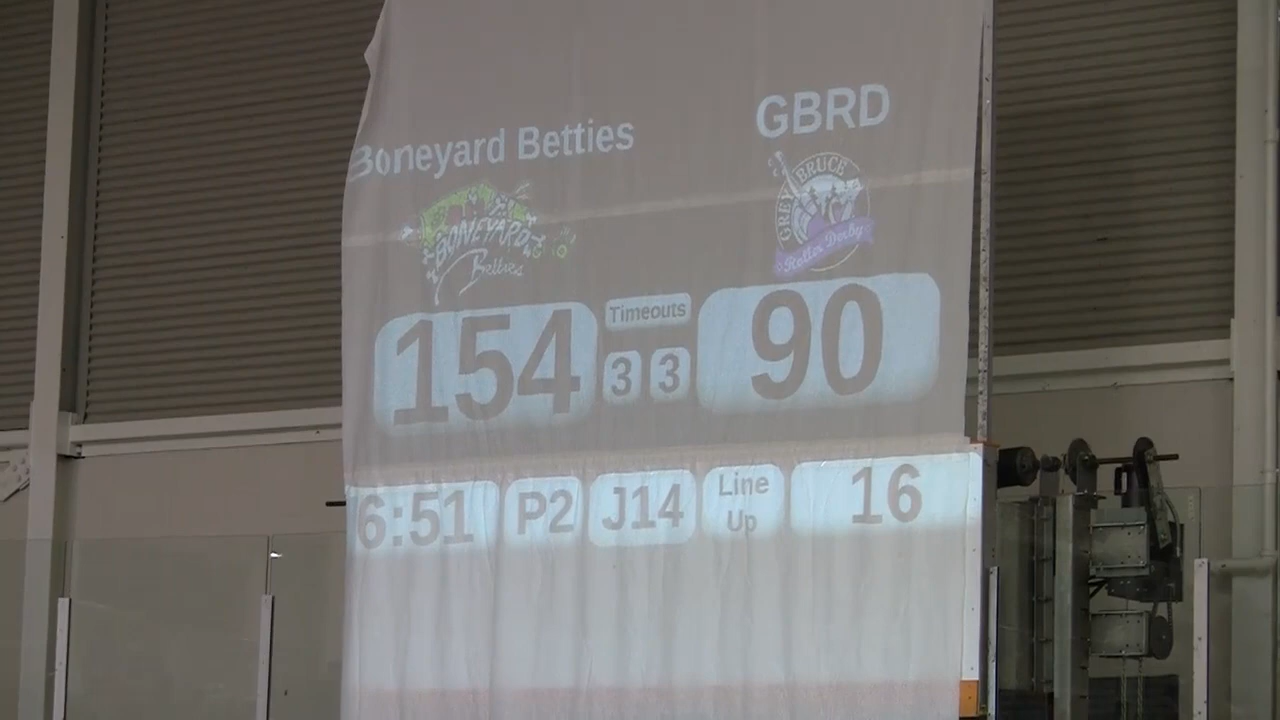 Boneyard Betties
GBRD
BONEYARD
Betties
GREY BRUCE
Roller Derby
154
Timeouts
3 3
90
6:51
P2
J14
Line
Up
16